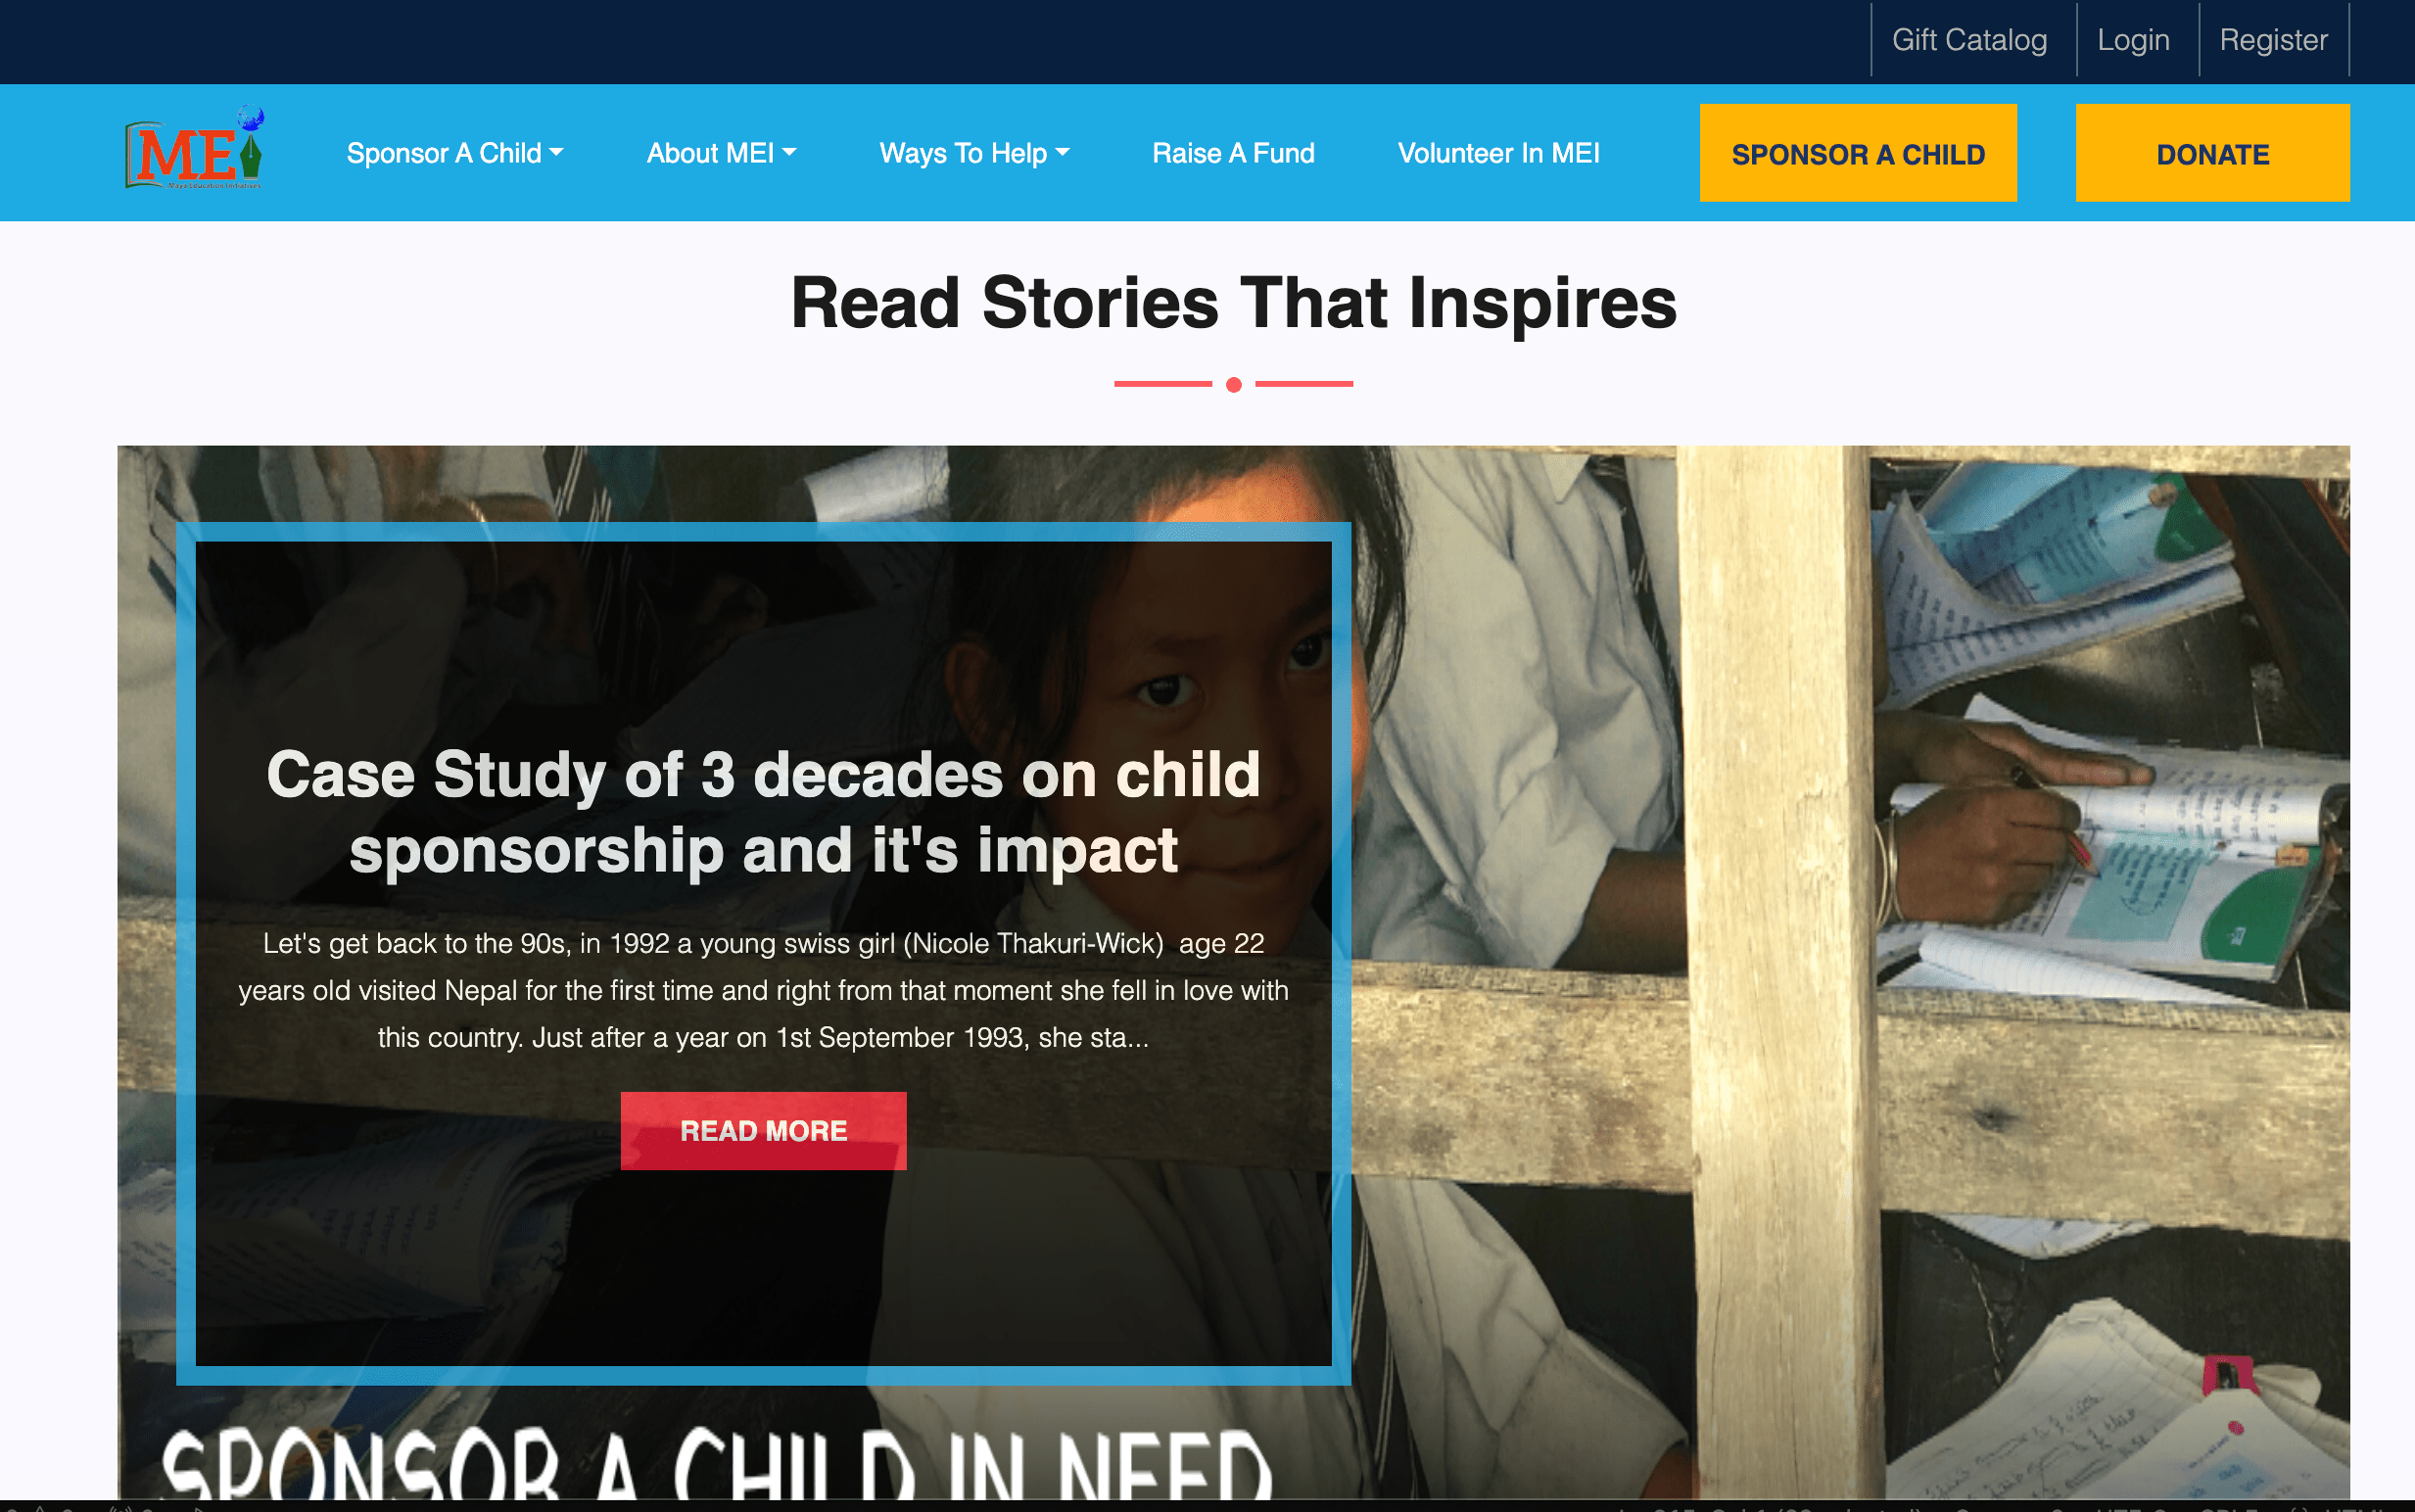 Gift Catalog Login Register
MEI
Maya Education Initiatives
Sponsor A Child About MEI Ways To Help Raise A Fund Volunteer In MEI SPONSOR A CHILD DONATE
Read Stories That Inspires
Case Study of 3 decades on child
sponsorship and it's impact
Let's get back to the 90s, in 1992 a young swiss girl (Nicole Thakuri-Wick)  age 22
years old visited Nepal for the first time and right from that moment she fell in love with
this country. Just after a year on 1st September 1993, she sta...
READ MORE
SPONSOR A CHILD IN NEED